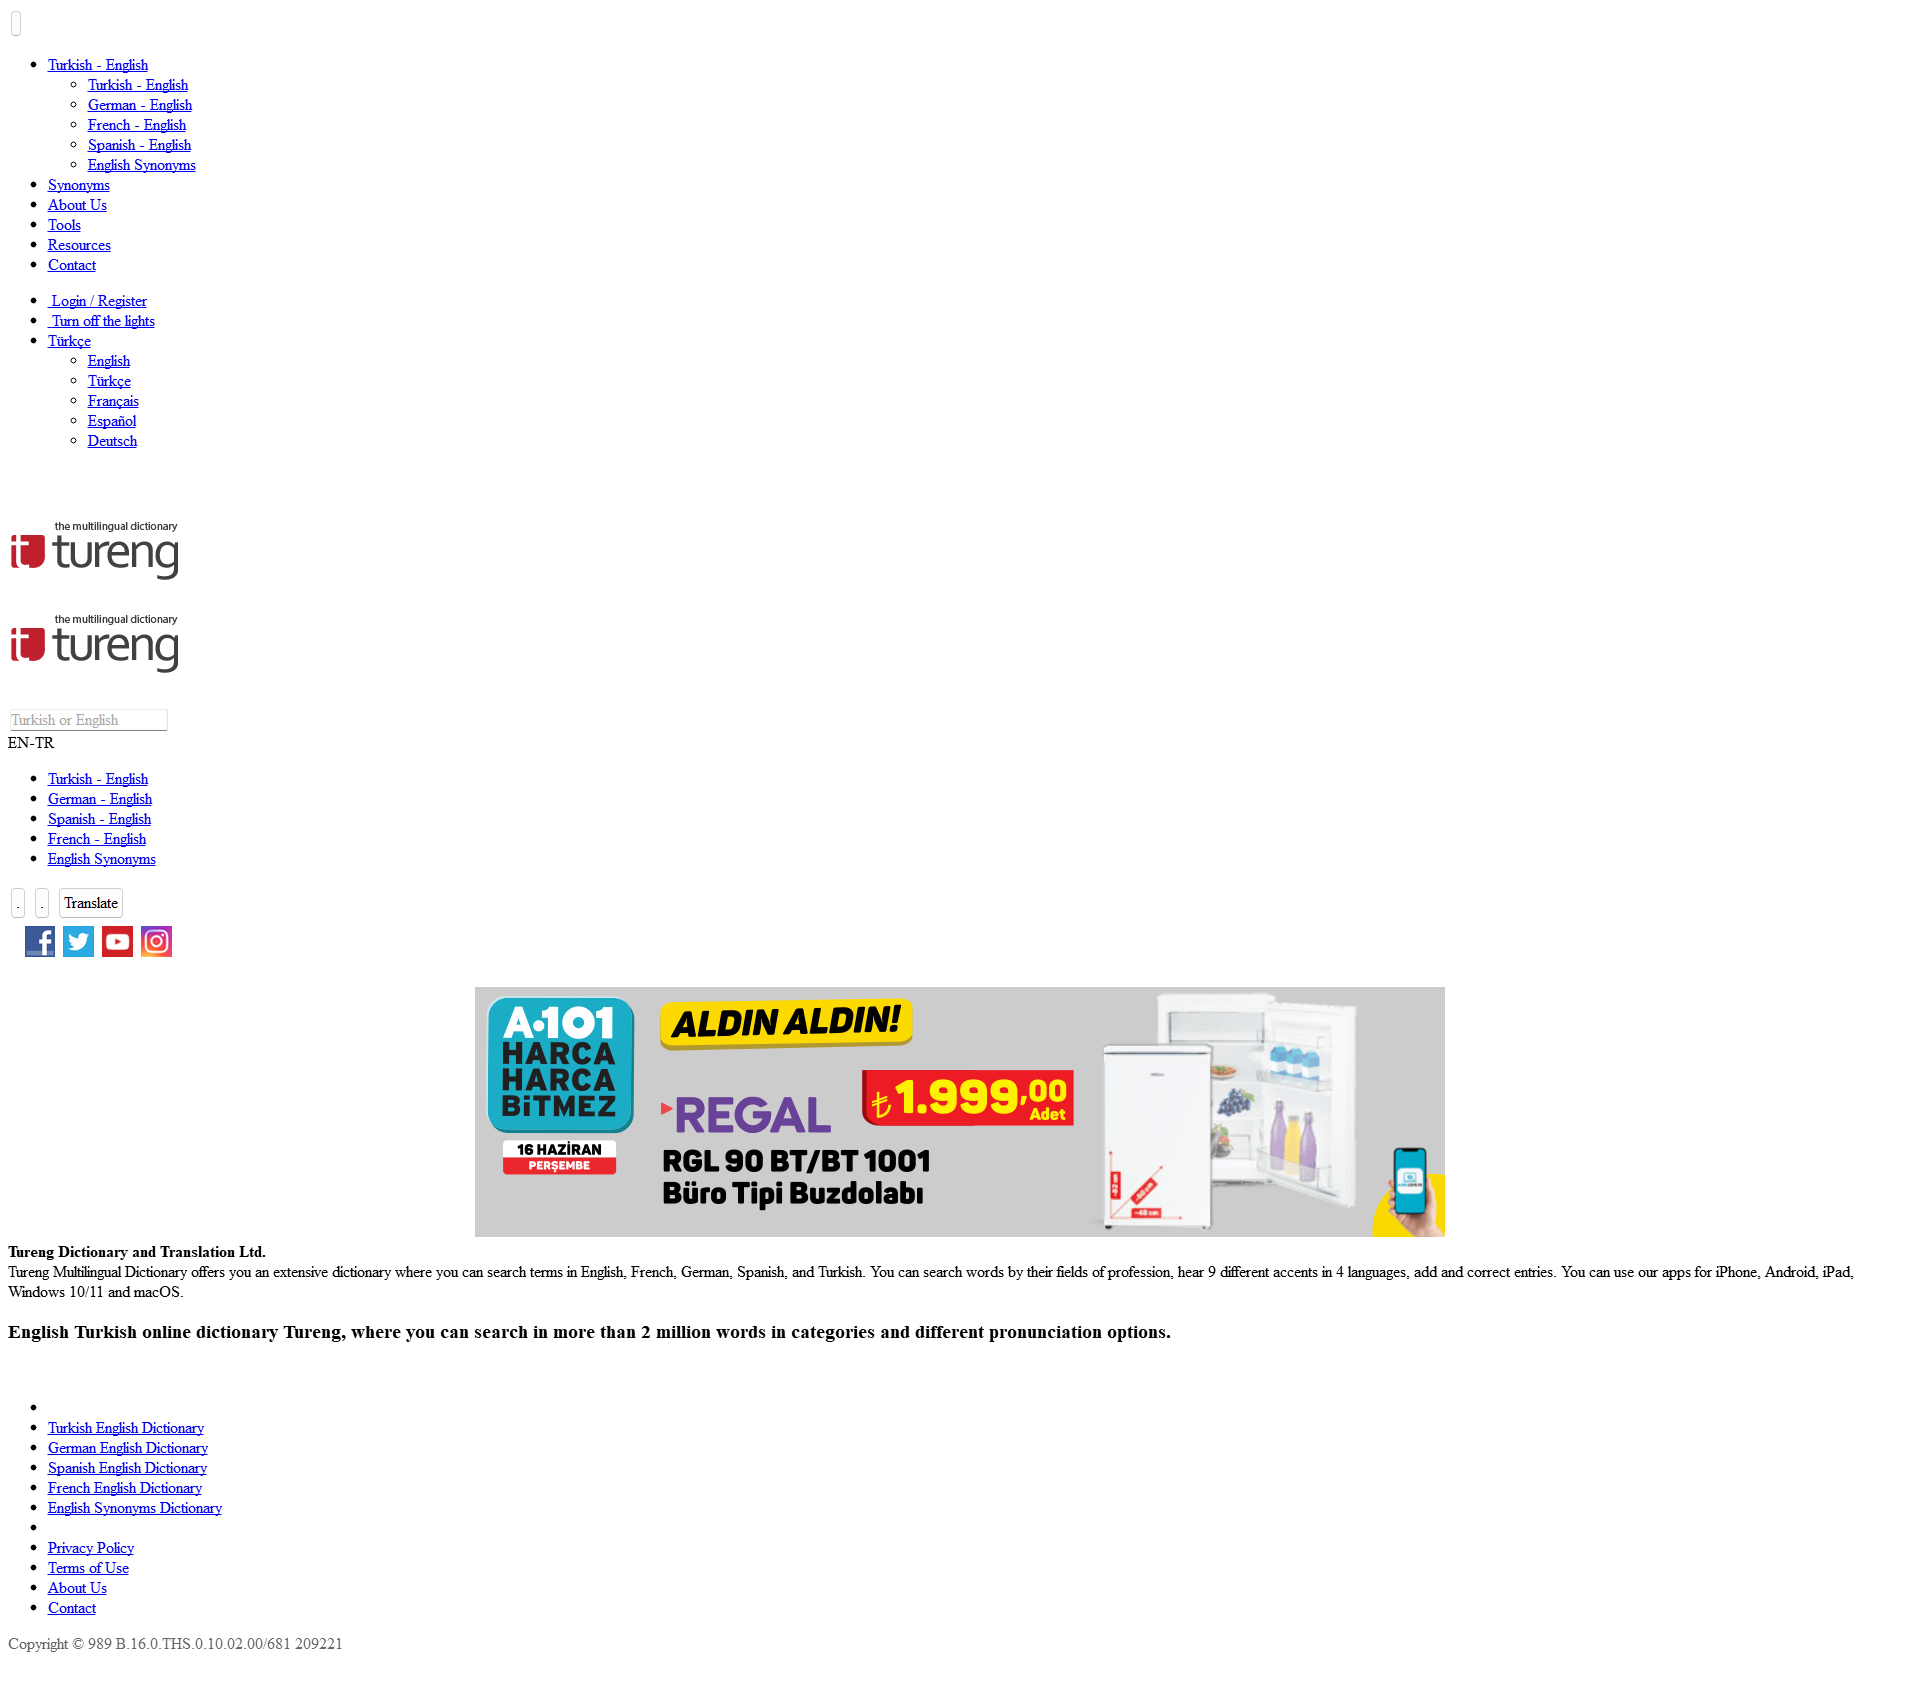 Turkish - English
Turkish - English
German - English
French - English
Spanish - English
English Synonyms
Synonyms
About Us
Tools
Resources
Contact
Login / Register
Turn off the lights
Türkçe
English
Türkçe
Français
Español
Deutsch
the multilingual dictionary
tureng
the multilingual dictionary
tureng
Turkish or English
EN-TR
Turkish - English
German - English
Spanish - English
French - English
English Synonyms
. . Translate
A•101
HARCA
HARCA
BiTMEZ
16 HAZİRAN
PERŞEMBE
ALDIN ALDIN!
REGAL
₺1.999,00
Adet
RGL 90 BT/BT 1001
Büro Tipi Buzdolabı
Tureng Dictionary and Translation Ltd.
Tureng Multilingual Dictionary offers you an extensive dictionary where you can search terms in English, French, German, Spanish, and Turkish. You can search words by their fields of profession, hear 9 different accents in 4 languages, add and correct entries. You can use our apps for iPhone, Android, iPad,
Windows 10/11 and macOS.
English Turkish online dictionary Tureng, where you can search in more than 2 million words in categories and different pronunciation options.
Turkish English Dictionary
German English Dictionary
Spanish English Dictionary
French English Dictionary
English Synonyms Dictionary
Privacy Policy
Terms of Use
About Us
Contact
Copyright © 989 B.16.0.THS.0.10.02.00/681 209221